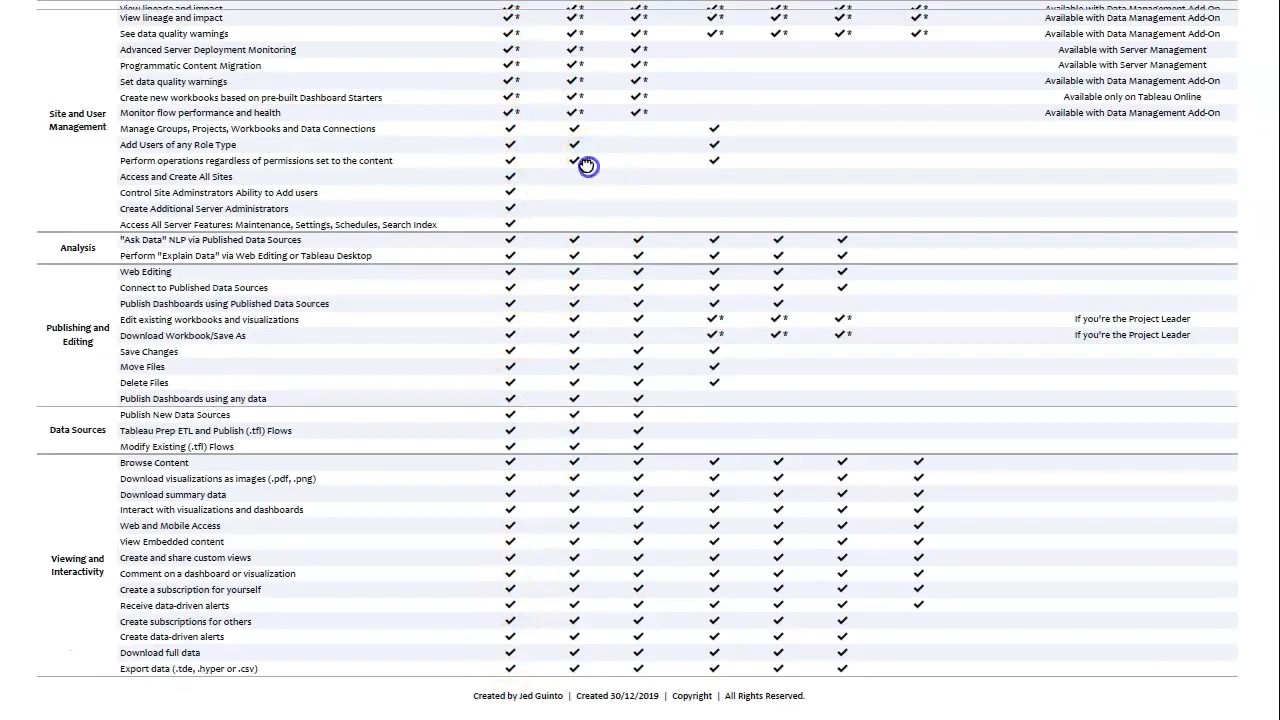 View lineage and impact Available with Data Management Add-On
View lineage and impact ✔* ✔* ✔* ✔* ✔* ✔* ✔* Available with Data Management Add-On
See data quality warnings ✔* ✔* ✔* ✔* ✔* ✔* ✔* Available with Data Management Add-On
Advanced Server Deployment Monitoring ✔* ✔* ✔* Available with Server Management
Programmatic Content Migration ✔* ✔* ✔* Available with Server Management
Set data quality warnings ✔* ✔* ✔* Available with Data Management Add-On
Create new workbooks based on pre-built Dashboard Starters ✔* ✔* ✔* Available only on Tableau Online
Site and User
Management
Monitor flow performance and health ✔* ✔* ✔* Available with Data Management Add-On
Manage Groups, Projects, Workbooks and Data Connections ✔ ✔ ✔
Add Users of any Role Type ✔ ✔ ✔
Perform operations regardless of permissions set to the content ✔ ✔ ✔
Access and Create All Sites ✔
Control Site Adminstrators Ability to Add users ✔
Create Additional Server Administrators ✔
Access All Server Features: Maintenance, Settings, Schedules, Search Index ✔
Analysis
"Ask Data" NLP via Published Data Sources ✔ ✔ ✔ ✔ ✔ ✔
Perform "Explain Data" via Web Editing or Tableau Desktop ✔ ✔ ✔ ✔ ✔ ✔
Web Editing ✔ ✔ ✔ ✔ ✔ ✔
Connect to Published Data Sources ✔ ✔ ✔ ✔ ✔ ✔
Publish Dashboards using Published Data Sources ✔ ✔ ✔ ✔ ✔
Publishing and
Editing
Edit existing workbooks and visualizations ✔ ✔ ✔ ✔* ✔* ✔* If you're the Project Leader
Download Workbook/Save As ✔ ✔ ✔ ✔* ✔* ✔* If you're the Project Leader
Save Changes ✔ ✔ ✔ ✔
Move Files ✔ ✔ ✔ ✔
Delete Files ✔ ✔ ✔ ✔
Publish Dashboards using any data ✔ ✔ ✔
Data Sources
Publish New Data Sources ✔ ✔ ✔
Tableau Prep ETL and Publish (.tfl) Flows ✔ ✔ ✔
Modify Existing (.tfl) Flows ✔ ✔ ✔
Browse Content ✔ ✔ ✔ ✔ ✔ ✔ ✔
Download visualizations as images (.pdf, .png) ✔ ✔ ✔ ✔ ✔ ✔ ✔
Download summary data ✔ ✔ ✔ ✔ ✔ ✔ ✔
Interact with visualizations and dashboards ✔ ✔ ✔ ✔ ✔ ✔ ✔
Web and Mobile Access ✔ ✔ ✔ ✔ ✔ ✔ ✔
View Embedded content ✔ ✔ ✔ ✔ ✔ ✔ ✔
Viewing and
Interactivity
Create and share custom views ✔ ✔ ✔ ✔ ✔ ✔ ✔
Comment on a dashboard or visualization ✔ ✔ ✔ ✔ ✔ ✔ ✔
Create a subscription for yourself ✔ ✔ ✔ ✔ ✔ ✔ ✔
Receive data-driven alerts ✔ ✔ ✔ ✔ ✔ ✔ ✔
Create subscriptions for others ✔ ✔ ✔ ✔ ✔ ✔
Create data-driven alerts ✔ ✔ ✔ ✔ ✔ ✔
Download full data ✔ ✔ ✔ ✔ ✔ ✔
Export data (.tde, .hyper or .csv) ✔ ✔ ✔ ✔ ✔ ✔
Created by Jed Guinto | Created 30/12/2019 | Copyright | All Rights Reserved.